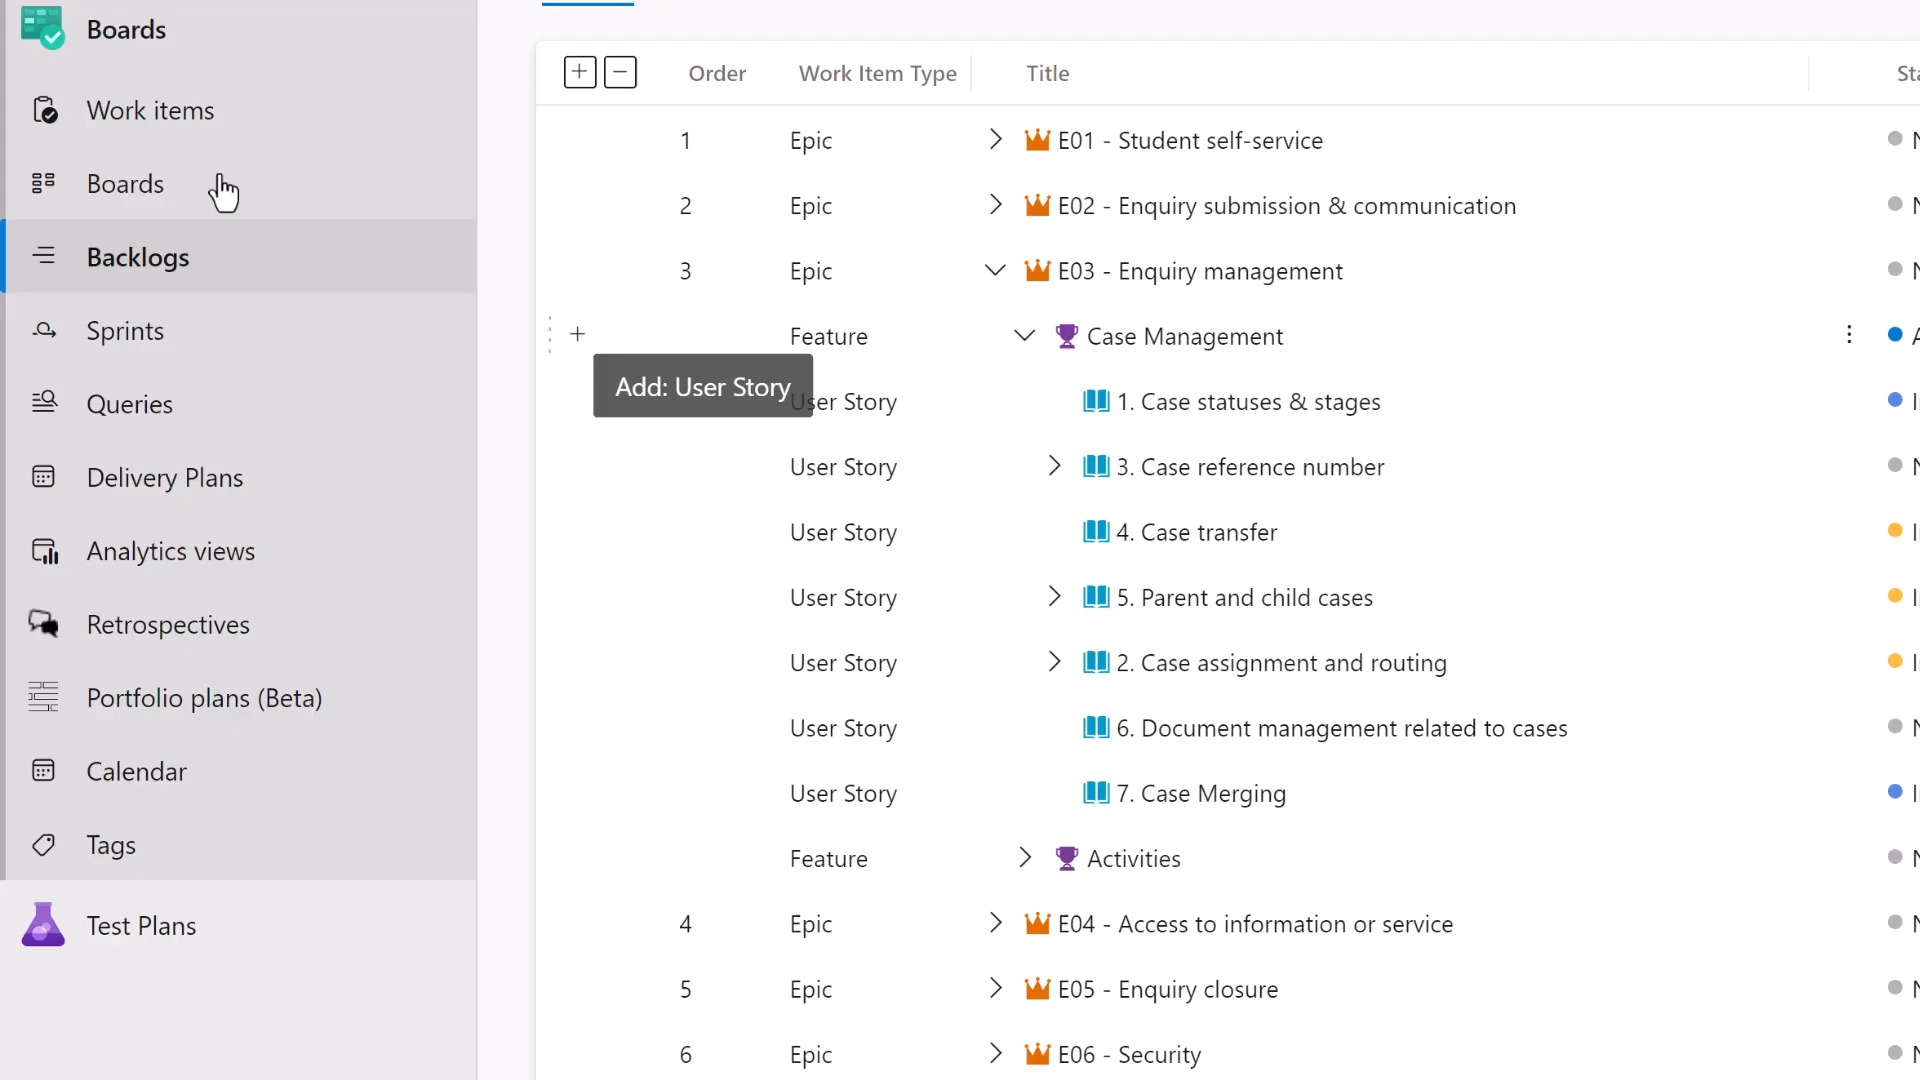 Boards
Work items
Boards
Backlogs
Sprints
Queries
Delivery Plans
Analytics views
Retrospectives
Portfolio plans (Beta)
Calendar
Tags
Test Plans
Order Work Item Type Title
1 Epic E01 - Student self-service
2 Epic E02 - Enquiry submission & communication
3 Epic E03 - Enquiry management
Feature Case Management
Add: User Story
User Story 1. Case statuses & stages
User Story 3. Case reference number
User Story 4. Case transfer
User Story 5. Parent and child cases
User Story 2. Case assignment and routing
User Story 6. Document management related to cases
User Story 7. Case Merging
Feature Activities
4 Epic E04 - Access to information or service
5 Epic E05 - Enquiry closure
6 Epic E06 - Security